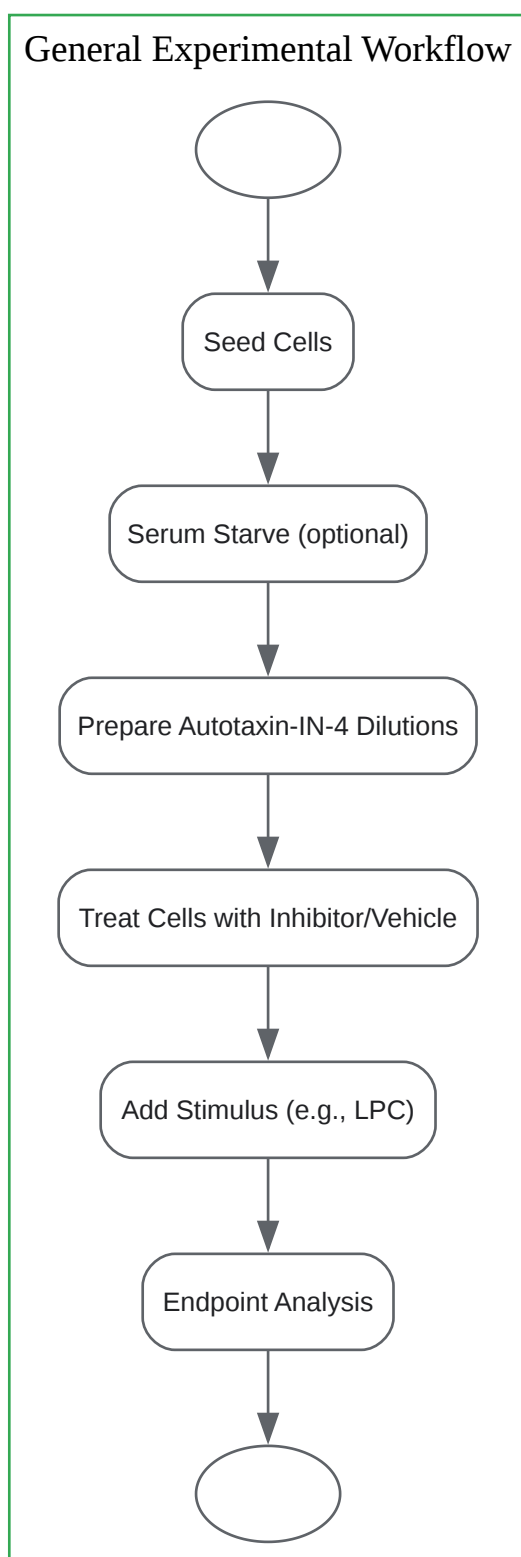 General Experimental Workflow
Seed Cells
Serum Starve (optional)
Prepare Autotaxin-IN-4 Dilutions
Treat Cells with Inhibitor/Vehicle
Add Stimulus (e.g., LPC)
Endpoint Analysis